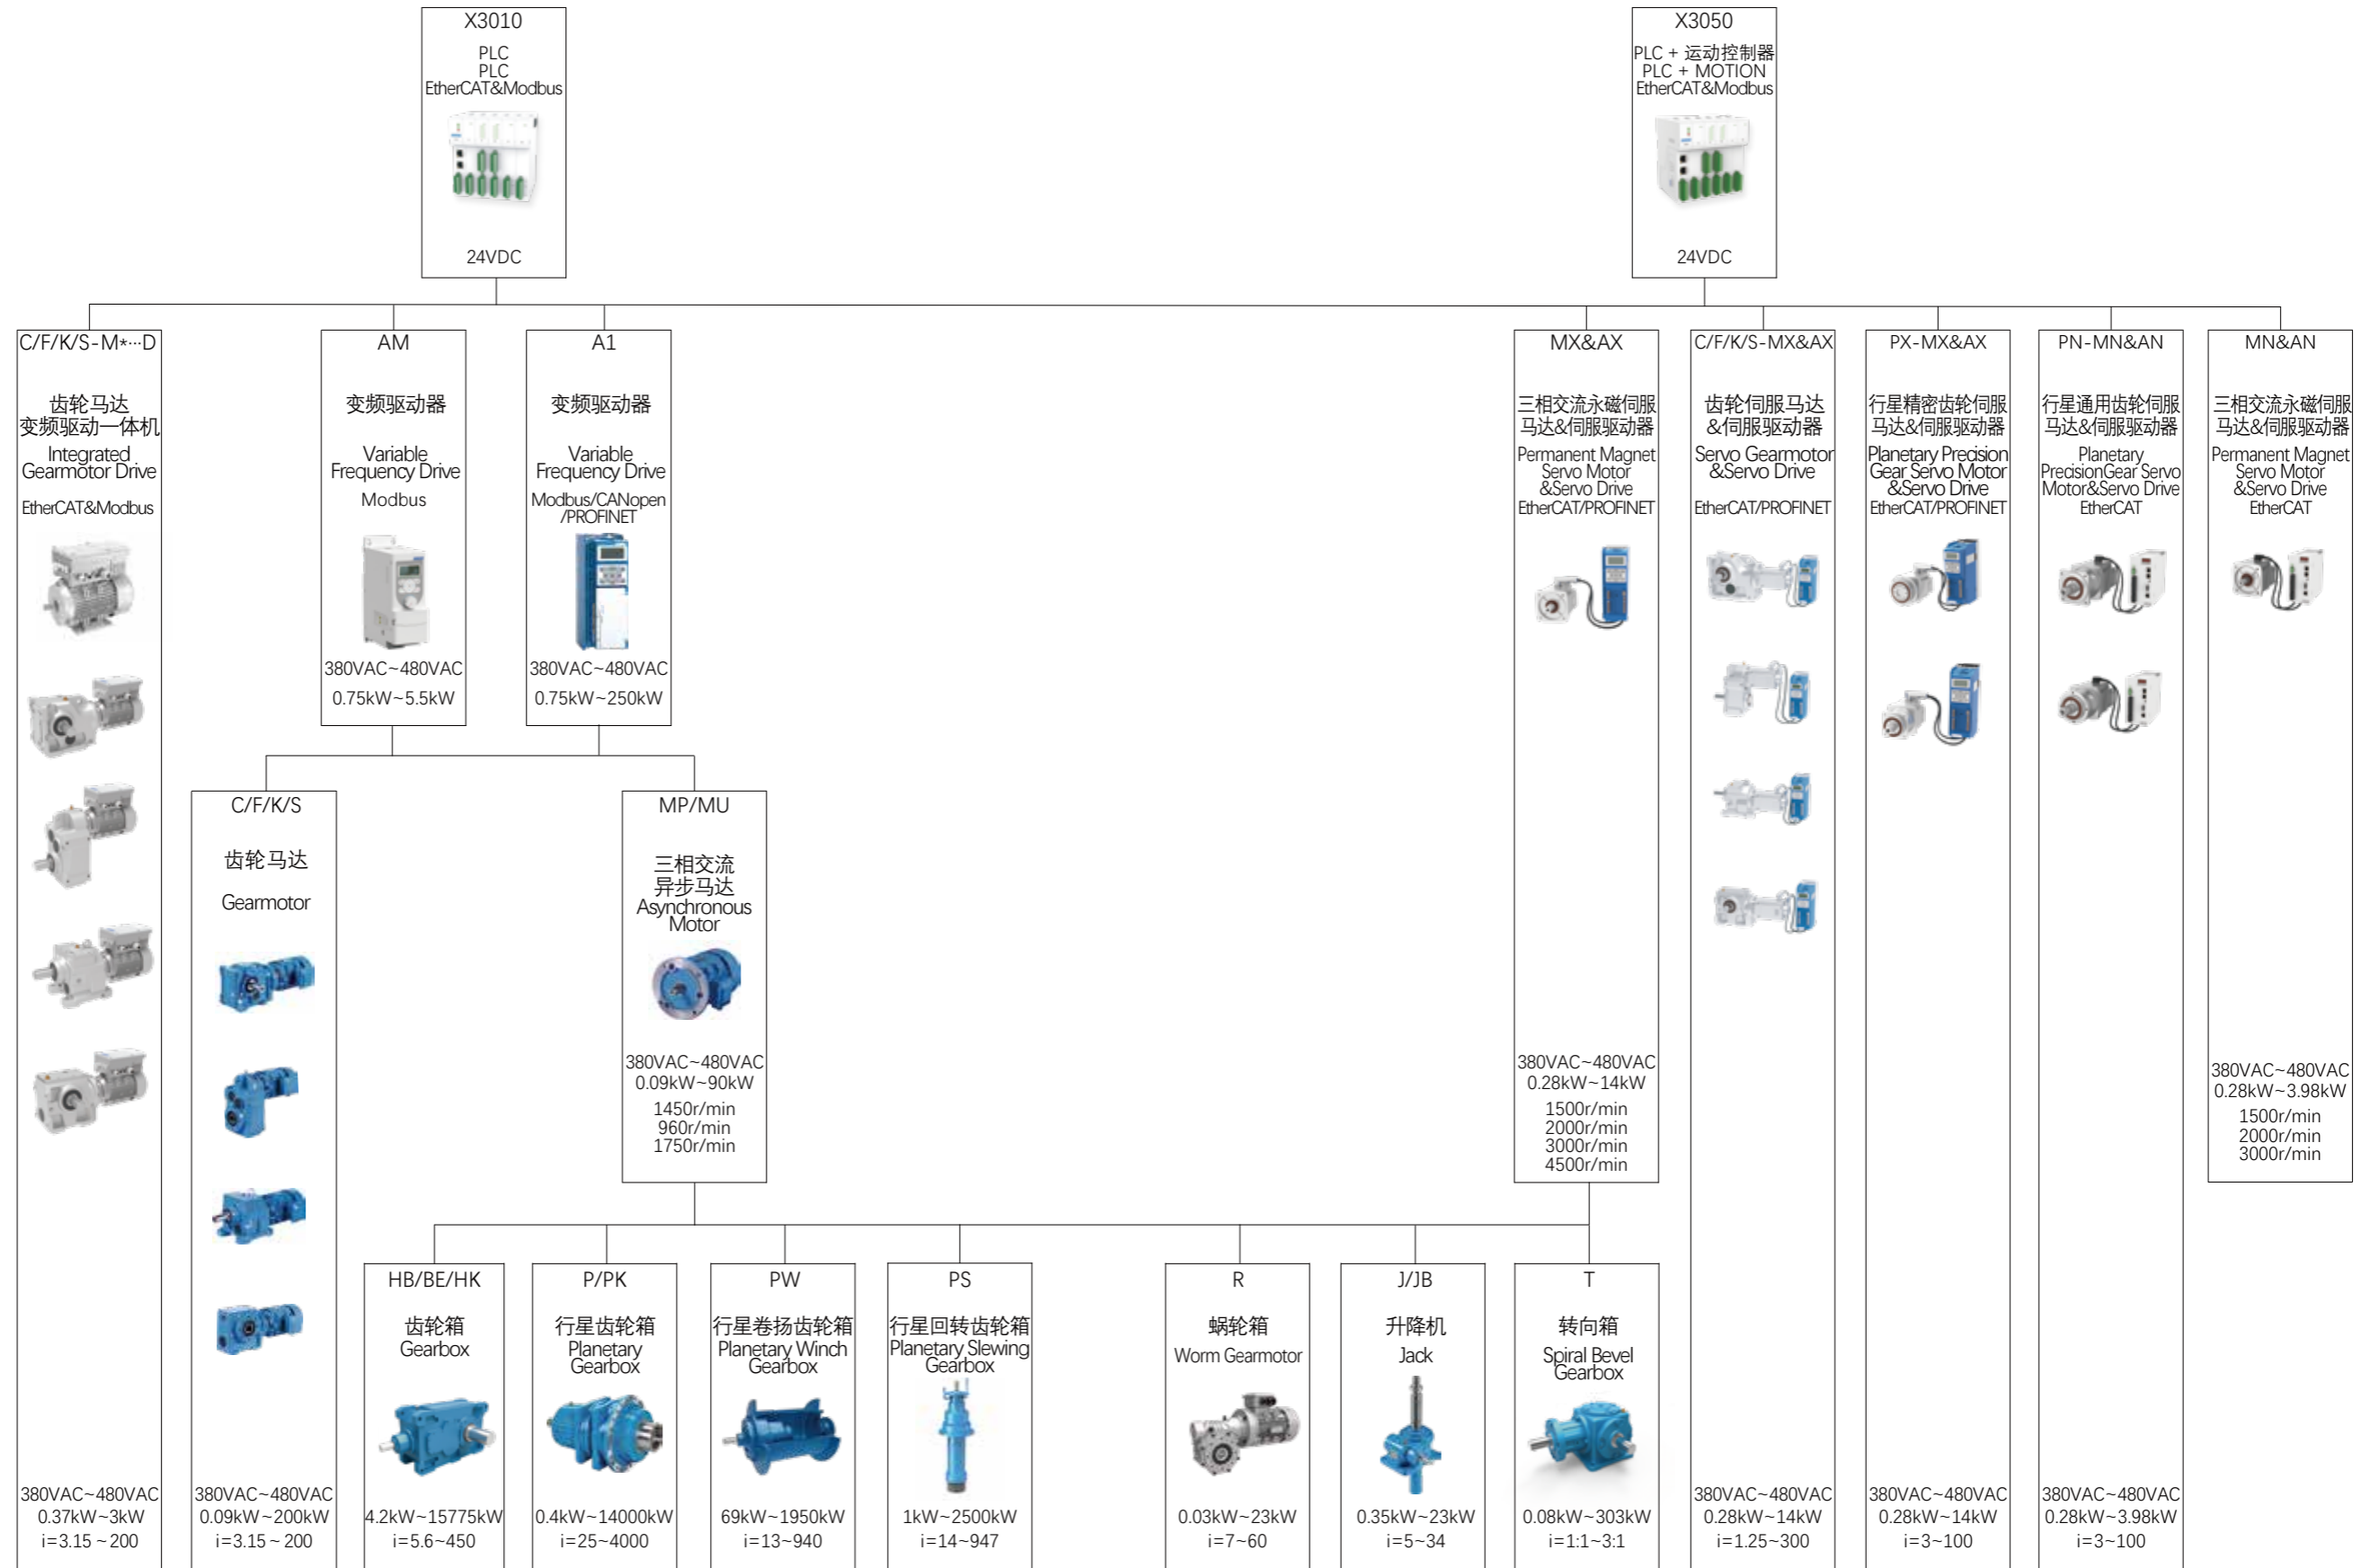 X3010
PLC
PLC
EtherCAT&Modbus
24VDC
X3050
PLC + 运动控制器
PLC + MOTION
EtherCAT&Modbus
24VDC
C/F/K/S-M*···D
齿轮马达
变频驱动一体机
Integrated
Gearmotor Drive
EtherCAT&Modbus
380VAC~480VAC
0.37kW~3kW
i=3.15 ~ 200
AM
变频驱动器
Variable
Frequency Drive
Modbus
380VAC~480VAC
0.75kW~5.5kW
A1
变频驱动器
Variable
Frequency Drive
Modbus/CANopen
/PROFINET
380VAC~480VAC
0.75kW~250kW
MX&AX
三相交流永磁伺服
马达&伺服驱动器
Permanent Magnet
Servo Motor
&Servo Drive
EtherCAT/PROFINET
380VAC~480VAC
0.28kW~14kW
1500r/min
2000r/min
3000r/min
4500r/min
C/F/K/S-MX&AX
齿轮伺服马达
&伺服驱动器
Servo Gearmotor
&Servo Drive
EtherCAT/PROFINET
380VAC~480VAC
0.28kW~14kW
i=1.25~300
PX-MX&AX
行星精密齿轮伺服
马达&伺服驱动器
Planetary Precision
Gear Servo Motor
&Servo Drive
EtherCAT/PROFINET
380VAC~480VAC
0.28kW~14kW
i=3~100
PN-MN&AN
行星通用齿轮伺服
马达&伺服驱动器
Planetary
PrecisionGear Servo
Motor&Servo Drive
EtherCAT
380VAC~480VAC
0.28kW~3.98kW
i=3~100
MN&AN
三相交流永磁伺服
马达&伺服驱动器
Permanent Magnet
Servo Motor
&Servo Drive
EtherCAT
380VAC~480VAC
0.28kW~3.98kW
1500r/min
2000r/min
3000r/min
C/F/K/S
齿轮马达
Gearmotor
380VAC~480VAC
0.09kW~200kW
i=3.15 ~ 200
MP/MU
三相交流
异步马达
Asynchronous
Motor
380VAC~480VAC
0.09kW~90kW
1450r/min
960r/min
1750r/min
HB/BE/HK
齿轮箱
Gearbox
4.2kW~15775kW
i=5.6~450
P/PK
行星齿轮箱
Planetary
Gearbox
0.4kW~14000kW
i=25~4000
PW
行星卷扬齿轮箱
Planetary Winch
Gearbox
69kW~1950kW
i=13~940
PS
行星回转齿轮箱
Planetary Slewing
Gearbox
1kW~2500kW
i=14~947
R
蜗轮箱
Worm Gearmotor
0.03kW~23kW
i=7~60
J/JB
升降机
Jack
0.35kW~23kW
i=5~34
T
转向箱
Spiral Bevel
Gearbox
0.08kW~303kW
i=1:1~3:1